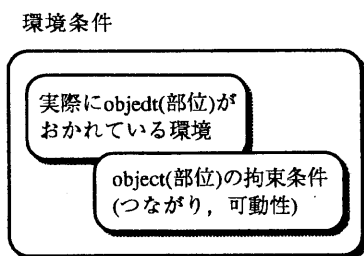 環境条件
実際にobjedt(部位)が
おかれている環境
object(部位)の拘束条件
(つながり，可動性)